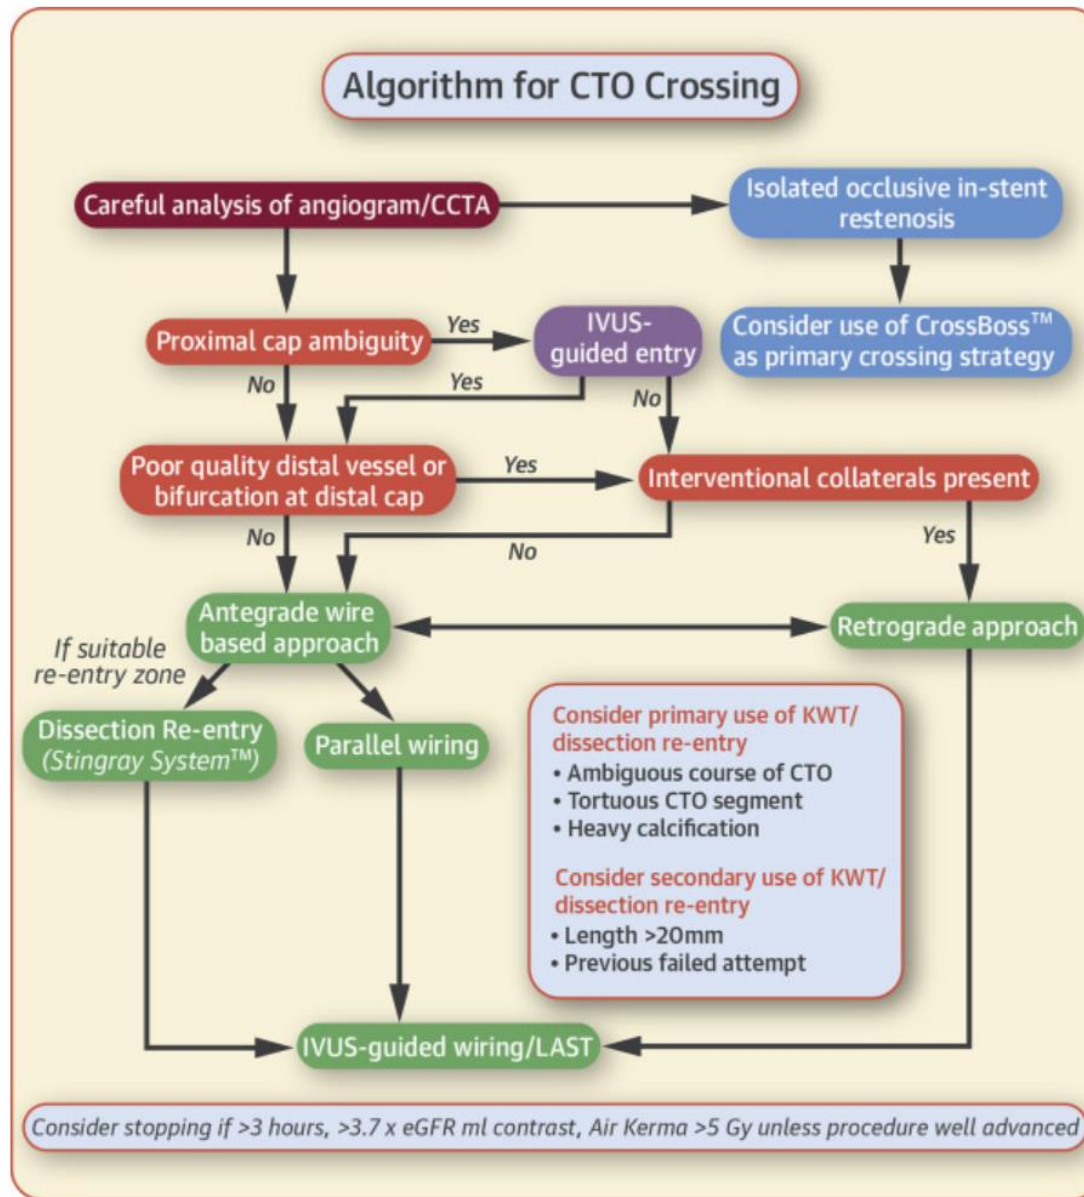 Algorithm for CTO Crossing
Careful analysis of angiogram/CCTA
Isolated occlusive in-stent
restenosis
Proximal cap ambiguity
Yes
IVUS-
guided entry
Consider use of CrossBoss™
as primary crossing strategy
No
Yes
No
Poor quality distal vessel or
bifurcation at distal cap
Yes
Interventional collaterals present
No
No
Yes
Antegrade wire
based approach
Retrograde approach
If suitable
re-entry zone
Dissection Re-entry
(Stingray System™)
Parallel wiring
Consider primary use of KWT/
dissection re-entry
• Ambiguous course of CTO
• Tortuous CTO segment
• Heavy calcification
Consider secondary use of KWT/
dissection re-entry
• Length >20mm
• Previous failed attempt
IVUS-guided wiring/LAST
Consider stopping if >3 hours, >3.7 x eGFR ml contrast, Air Kerma >5 Gy unless procedure well advanced